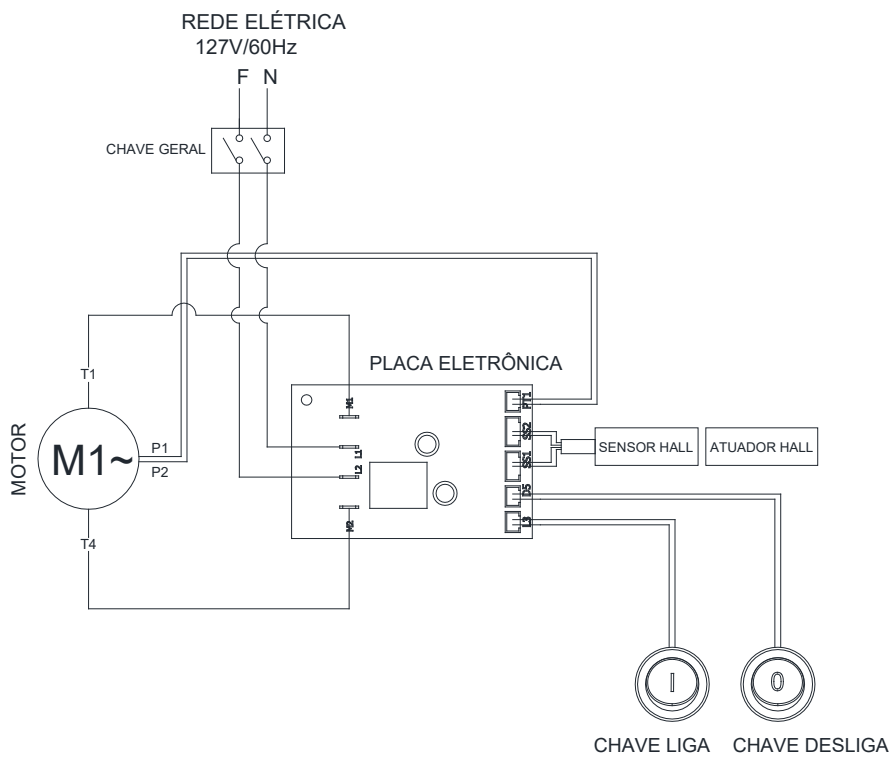 REDE ELÉTRICA
127V/60Hz
F N
CHAVE GERAL
PLACA ELETRÔNICA
T1
M1
PT1
SS2
MOTOR
M1~
P1
P2
L1
L2
SS1
SENSOR HALL
ATUADOR HALL
D5
M2
L3
T4
I
0
CHAVE LIGA
CHAVE DESLIGA